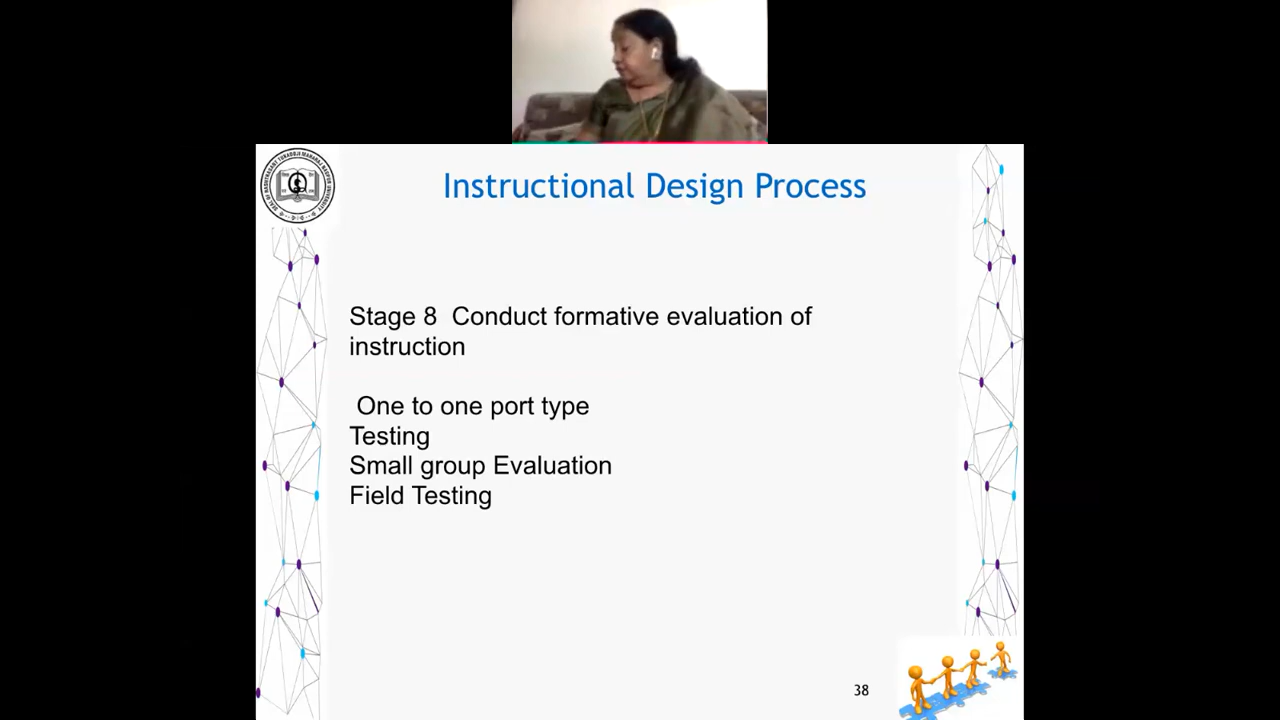 Instructional Design Process
Stage 8 Conduct formative evaluation of
instruction
One to one port type
Testing
Small group Evaluation
Field Testing
38